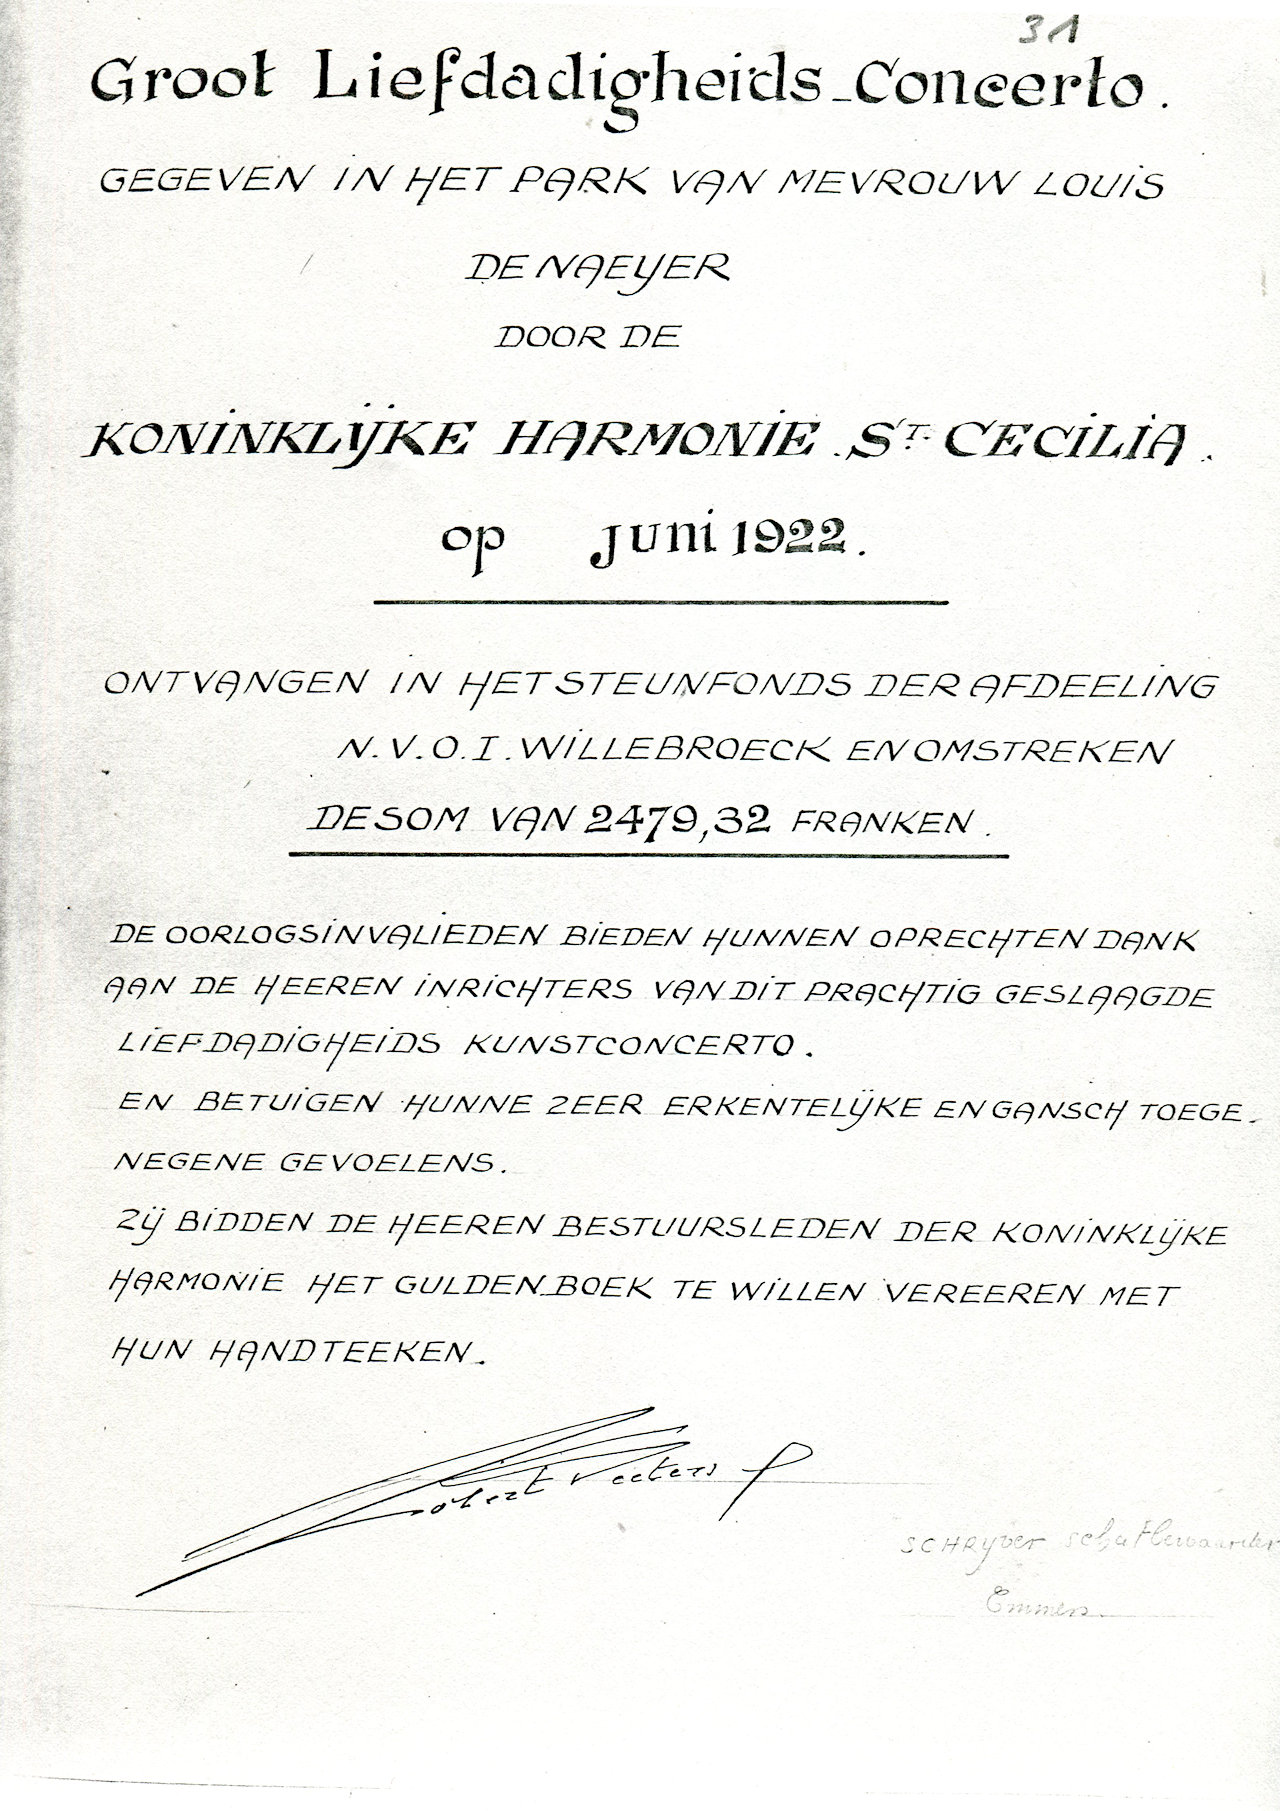 31
Groot Liefdadigheids-Concerto.
GEGEVEN IN HET PARK VAN MEVROUW LOUIS
DE NAEYER
DOOR DE
KONINKLIJKE HARMONIE ST. CECILIA.
op juni 1922.
ONTVANGEN IN HET STEUNFONDS DER AFDEELING
N.V.O.I. WILLEBROECK EN OMSTREKEN
DE SOM VAN 2479,32 FRANKEN.
DE OORLOGSINVALIEDEN BIEDEN HUNNEN OPRECHTEN DANK
AAN DE HEEREN INRICHTERS VAN DIT PRACHTIG GESLAAGDE
LIEFDADIGHEIDS KUNSTCONCERTO.
EN BETUIGEN HUNNE ZEER ERKENTELIJKE EN GANSCH TOEGE-
NEGENE GEVOELENS.
ZIJ BIDDEN DE HEEREN BESTUURSLEDEN DER KONINKLIJKE
HARMONIE HET GULDEN-BOEK TE WILLEN VEREEREN MET
HUN HANDTEEKEN.
Robert Peeters
SCHRIJVER
Emmers